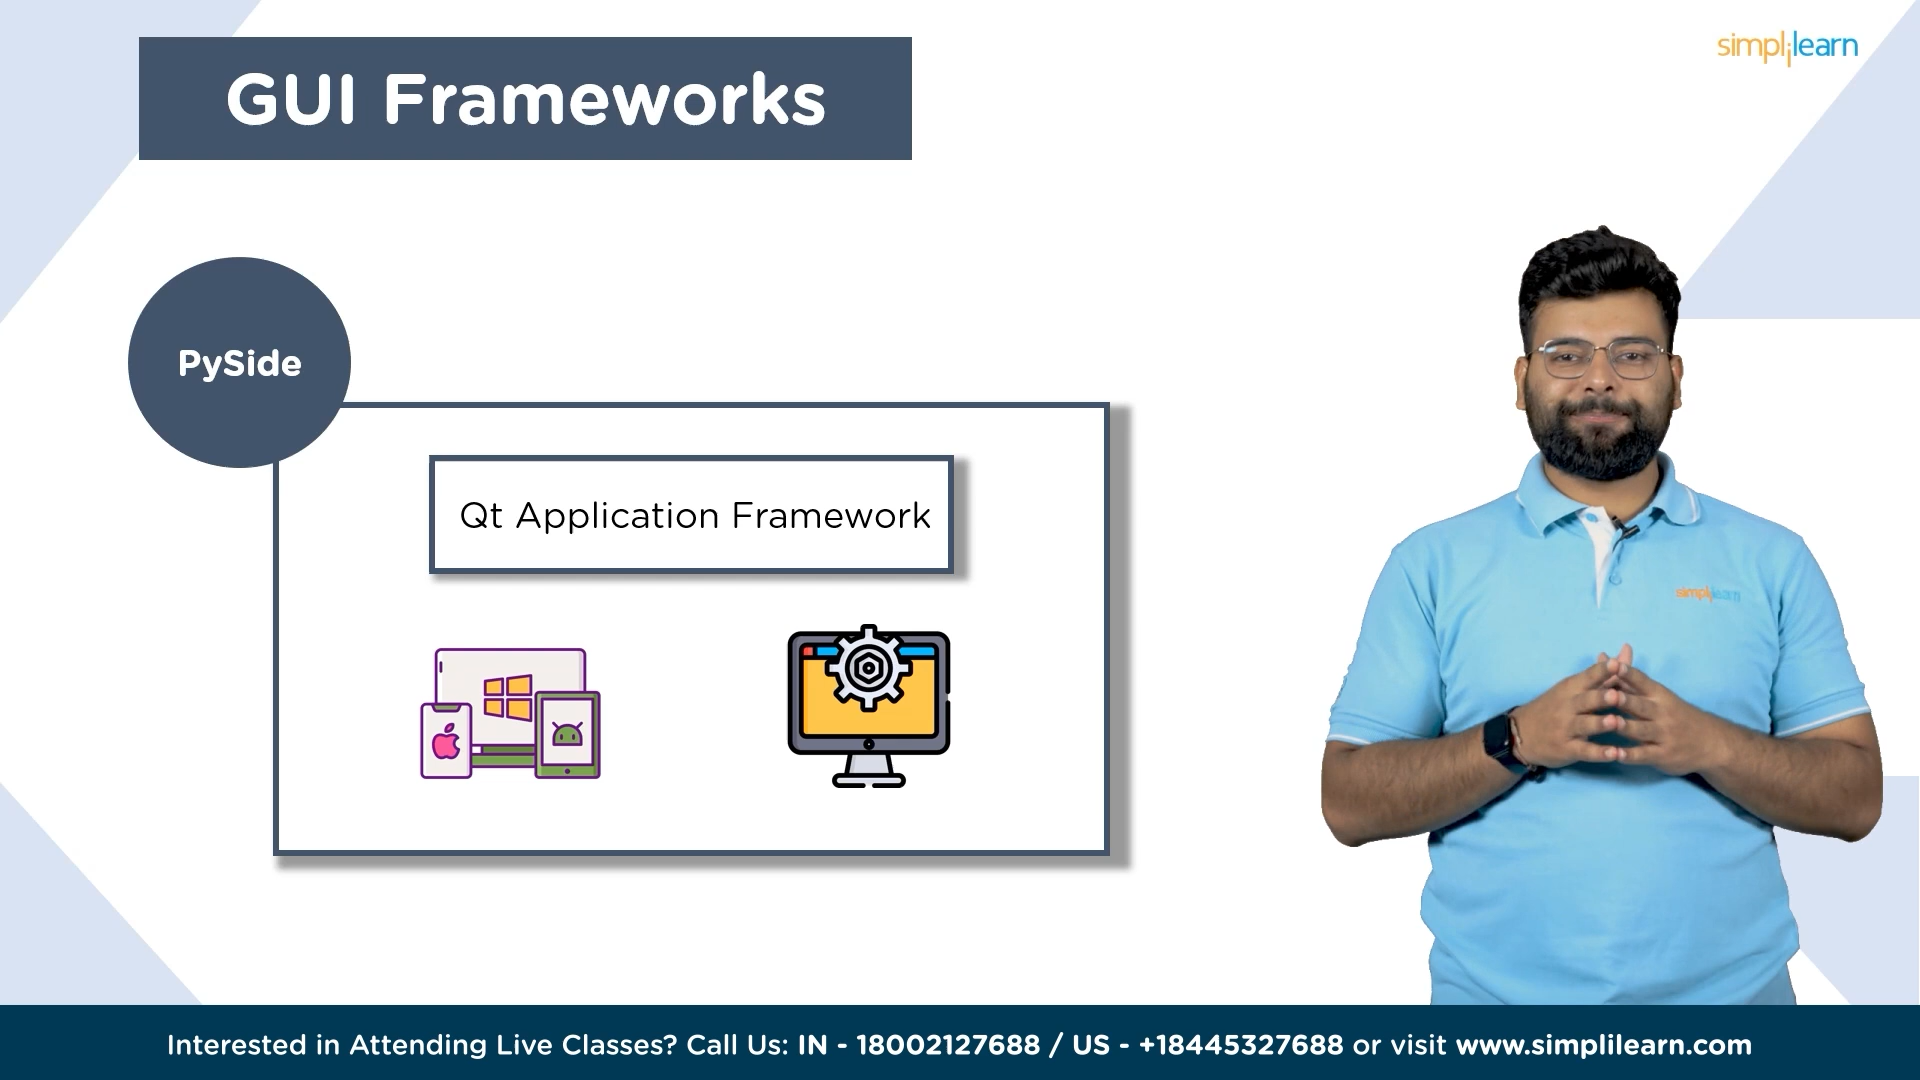 GUI Frameworks
simplilearn
PySide
Qt Application Framework
simplilearn
Interested in Attending Live Classes? Call Us: IN - 18002127688 / US - +18445327688 or visit www.simplilearn.com